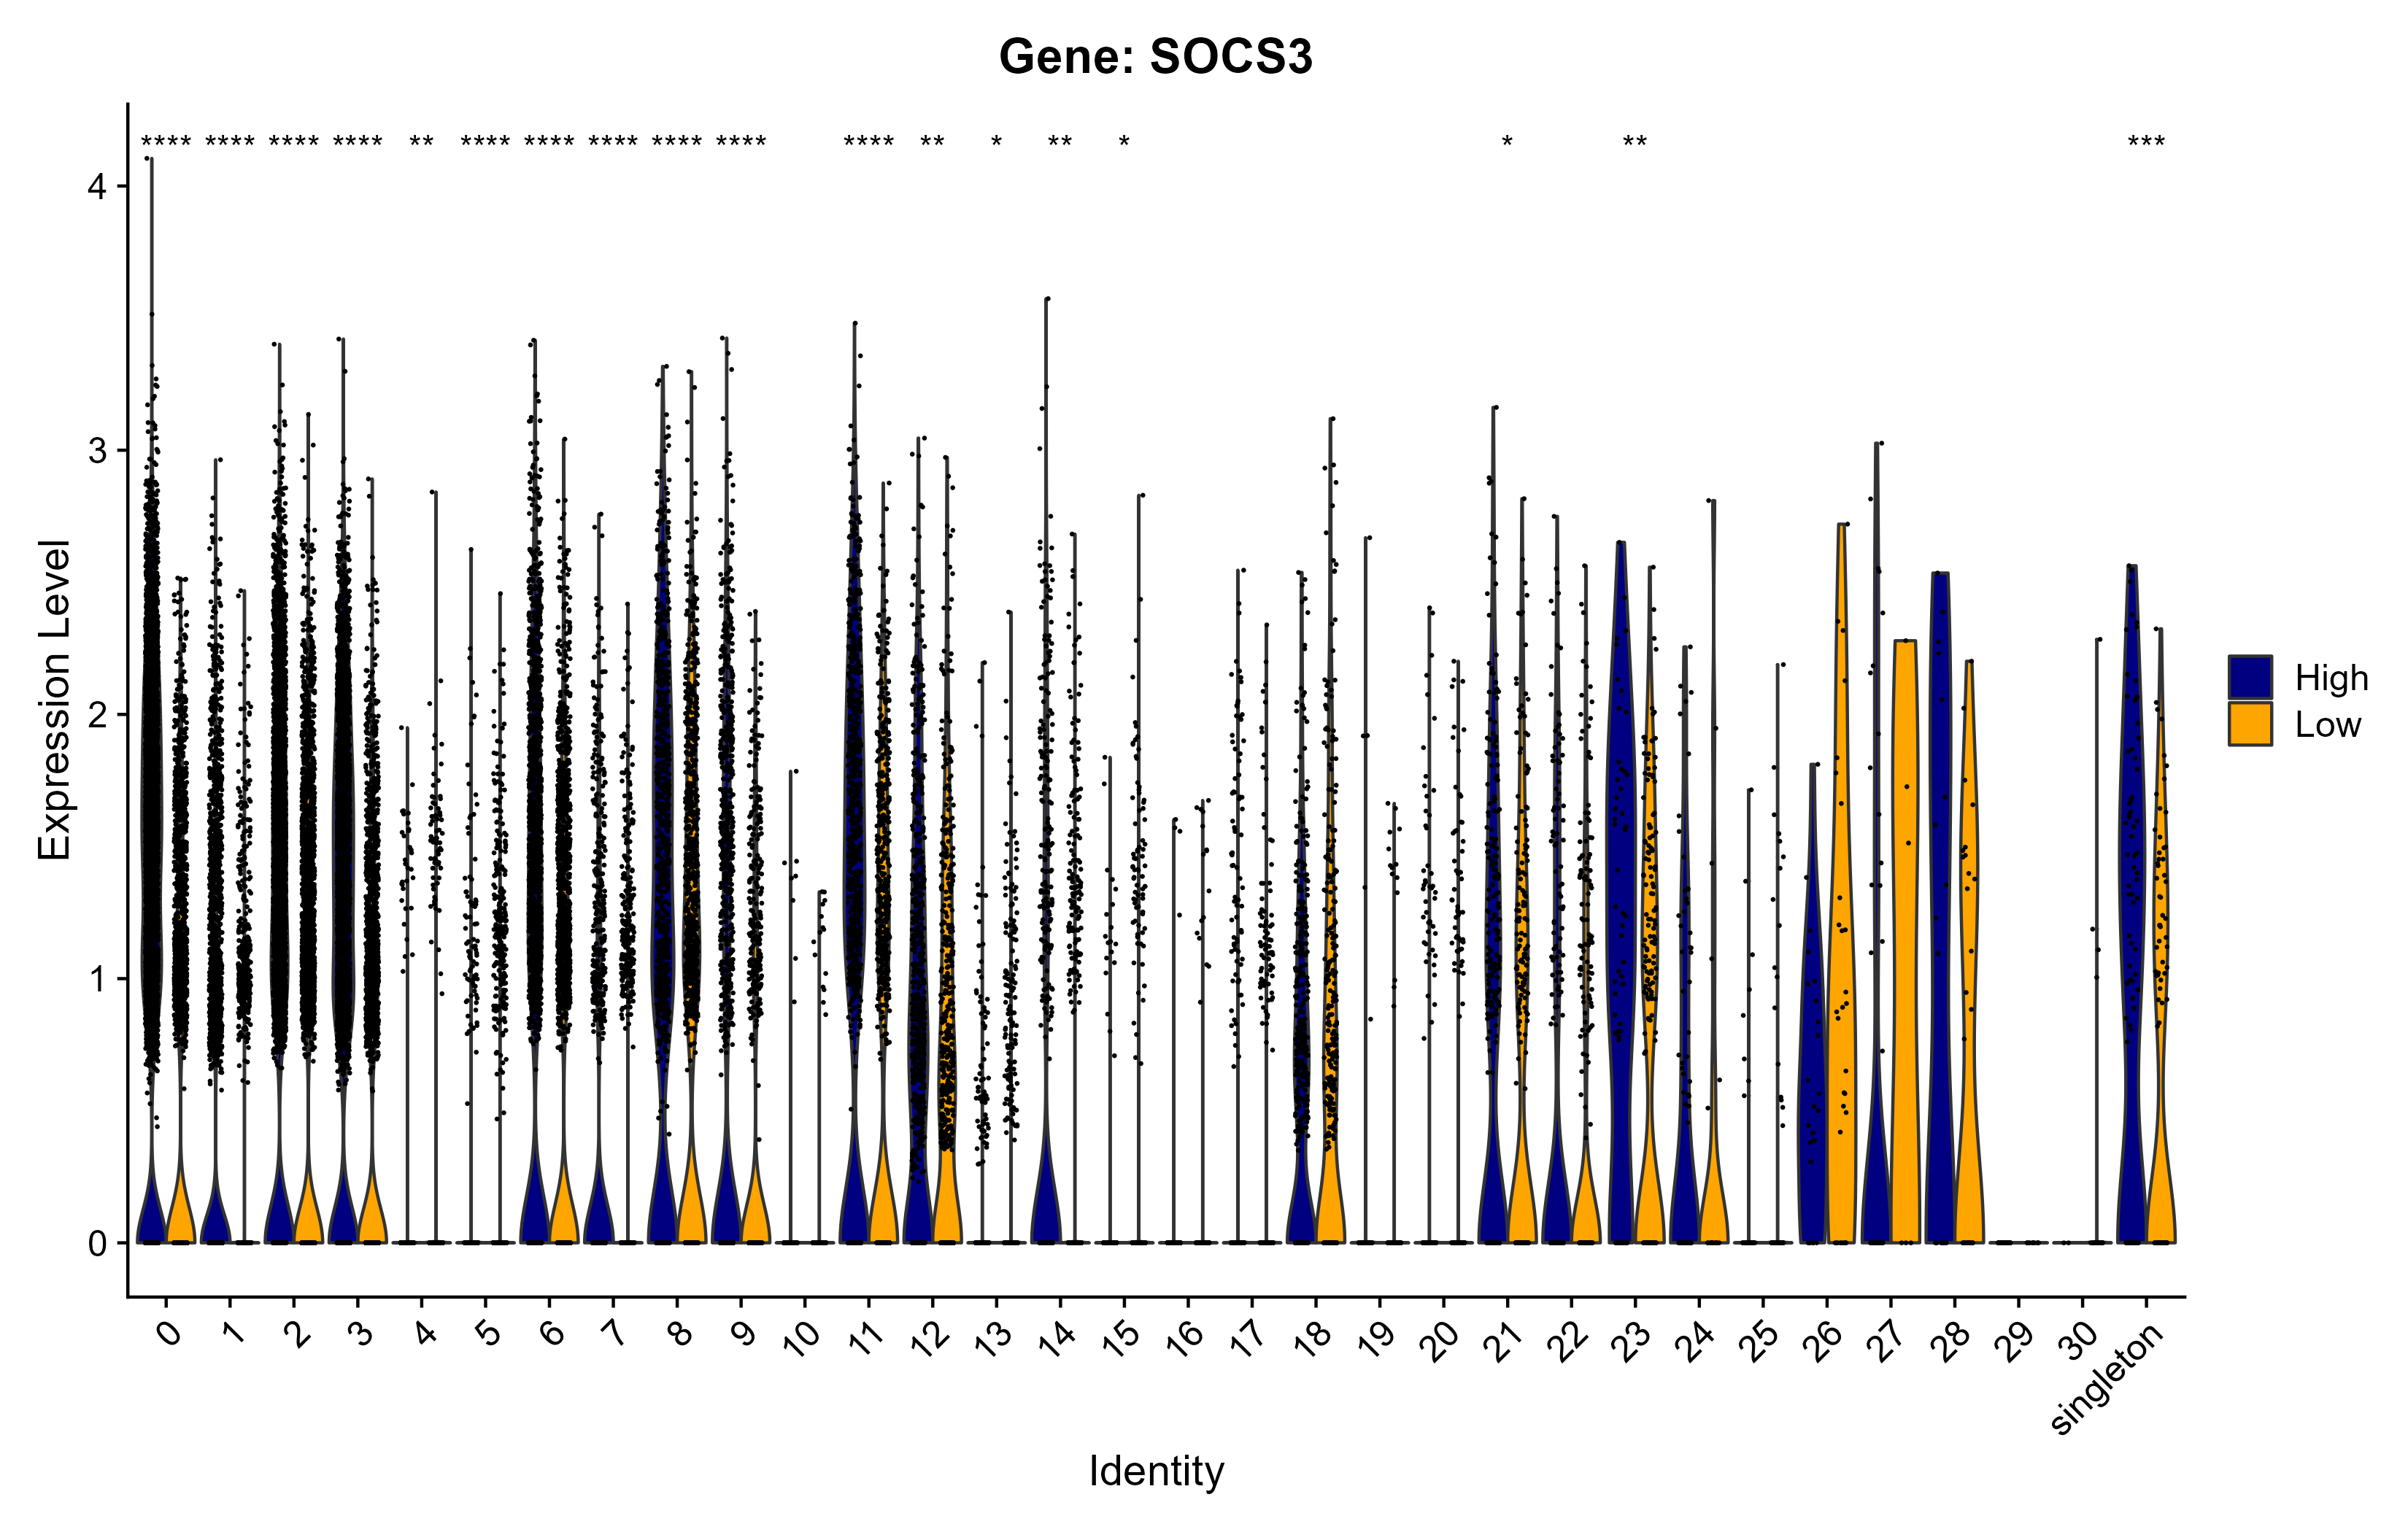 Gene: SOCS3
**** **** **** **** ** **** **** **** **** **** **** ** * ** * * ** ***
Expression Level
4
3
2
1
0
High
Low
0 1 2 3 4 5 6 7 8 9 10 11 12 13 14 15 16 17 18 19 20 21 22 23 24 25 26 27 28 29 30 singleton
Identity